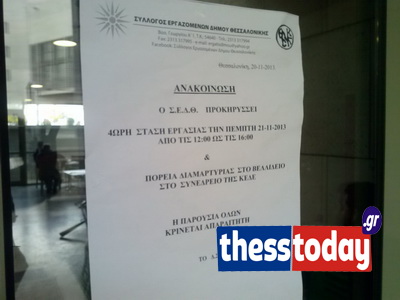 ΣΥΛΛΟΓΟΣ ΕΡΓΑΖΟΜΕΝΩΝ ΔΗΜΟΥ ΘΕΣΣΑΛΟΝΙΚΗΣ
Θεσσαλονίκη, 20-11-2013
ΑΝΑΚΟΙΝΩΣΗ
Ο Σ.Ε.Δ.Θ. ΠΡΟΚΗΡΥΣΣΕΙ
4ΩΡΗ ΣΤΑΣΗ ΕΡΓΑΣΙΑΣ ΤΗΝ ΠΕΜΠΤΗ 21-11-2013
ΑΠΟ ΤΙΣ 12:00 ΩΣ ΤΙΣ 16:00
&
ΠΟΡΕΙΑ ΔΙΑΜΑΡΤΥΡΙΑΣ ΣΤΟ ΒΕΛΛΙΔΕΙΟ
ΣΤΟ ΣΥΝΕΔΡΕΙΟ ΤΗΣ ΚΕΔΕ
Η ΠΑΡΟΥΣΙΑ ΟΛΩΝ
ΚΡΙΝΕΤΑΙ ΑΠΑΡΑΙΤΗΤΗ
ΤΟ Δ.Σ
thesstoday.gr